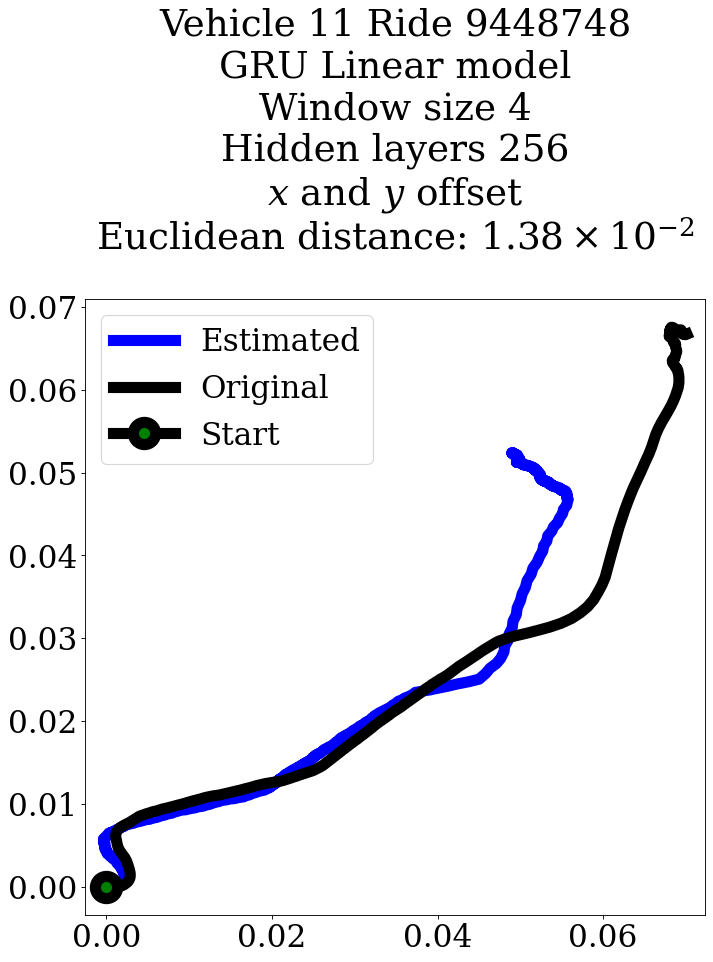 Vehicle 11 Ride 9448748
GRU Linear model
Window size 4
Hidden layers 256
x and y offset
Euclidean distance: 1.38 × 10⁻²
0.07
0.06
0.05
0.04
0.03
0.02
0.01
0.00
Estimated
Original
Start
0.00 0.02 0.04 0.06